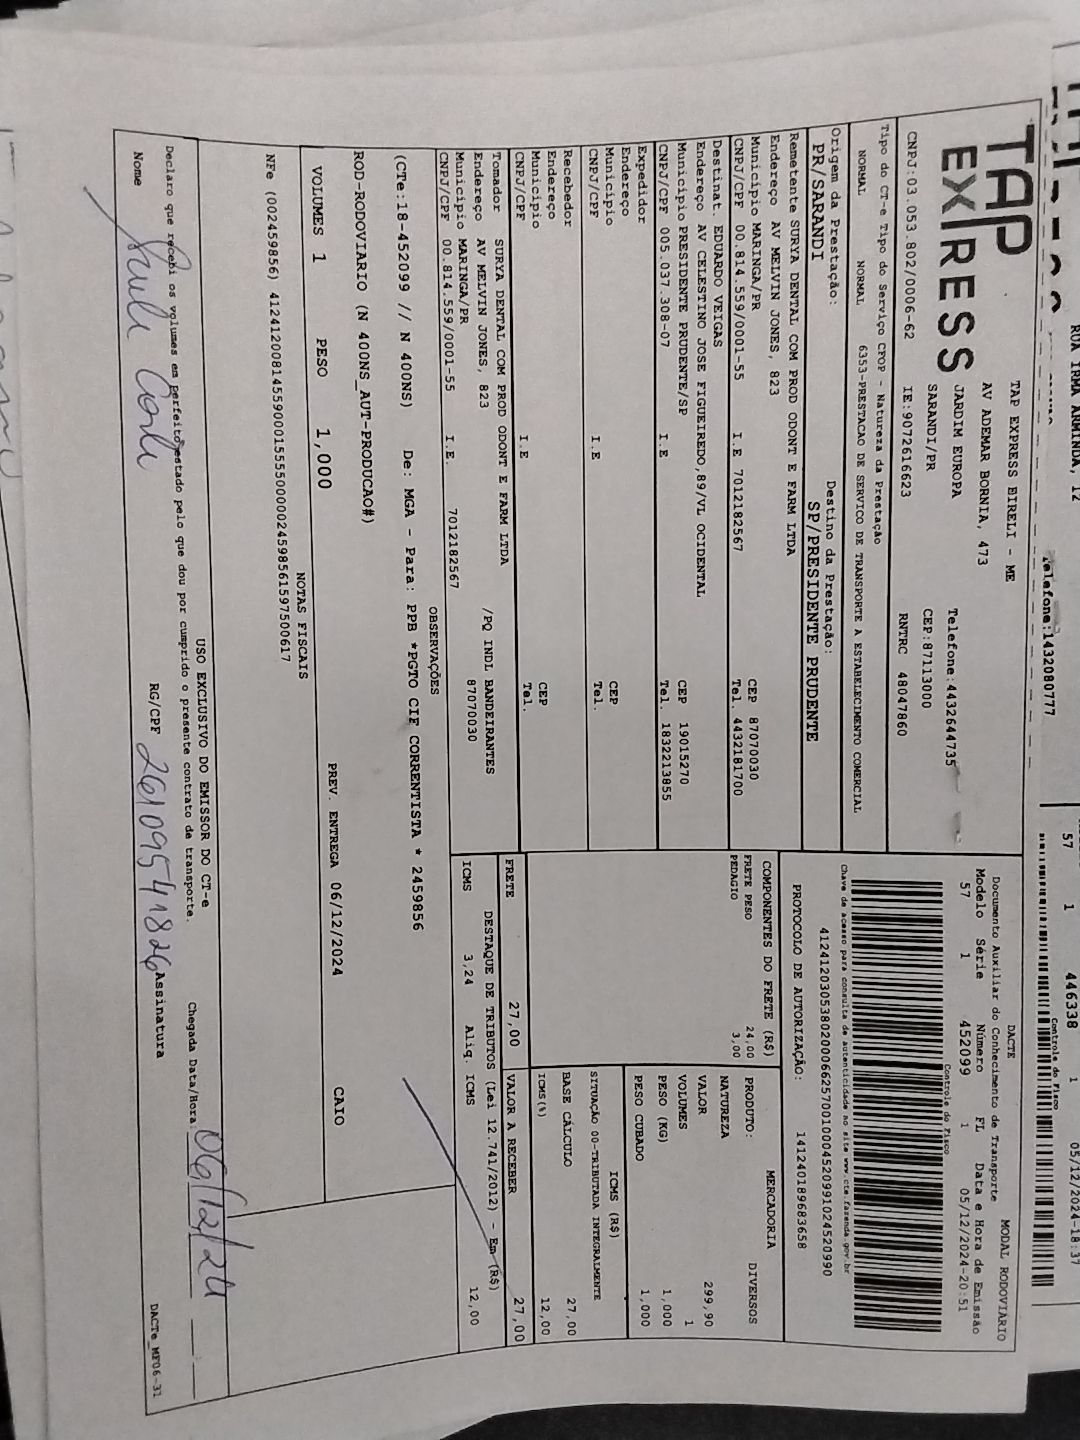 TAP EXPRESS
TAP EXPRESS EIRELI - ME
AV ADEMAR BORNIA, 473
JARDIM EUROPA
SARANDI/PR
Telefone:4432644735
CEP:87113000
CNPJ:03.053.802/0006-62 IE:9072616623 RNTRC 48047860
DACTE MODAL RODOVIÁRIO
Documento Auxiliar do Conhecimento de Transporte
Modelo Série Número FL Data e Hora de Emissão
57 1 452099 1 05/12/2024-20:51
Controle do Fisco
Chave de acesso para consulta de autenticidade no site www.cte.fazenda.gov.br
41241203053802000662570010004520991024520990
PROTOCOLO DE AUTORIZAÇÃO: 141240189683658
Tipo do CT-e Tipo do Serviço CFOP - Natureza da Prestação
NORMAL NORMAL 6353-PRESTACAO DE SERVICO DE TRANSPORTE A ESTABELECIMENTO COMERCIAL
Origem da Prestação: Destino da Prestação:
PR/SARANDI SP/PRESIDENTE PRUDENTE
Remetente SURYA DENTAL COM PROD ODONT E FARM LTDA
Endereço AV MELVIN JONES, 823
Município MARINGA/PR CEP 87070030
CNPJ/CPF 00.814.559/0001-55 I.E 7012182567 Tel. 4432181700
Destinat. EDUARDO VEIGAS
Endereço AV CELESTINO JOSE FIGUEIREDO,89/VL OCIDENTAL
Município PRESIDENTE PRUDENTE/SP CEP 19015270
CNPJ/CPF 005.037.308-07 I.E Tel. 1832213855
Expedidor
Endereço
Município CEP
CNPJ/CPF I.E Tel.
Recebedor
Endereço
Município CEP
CNPJ/CPF I.E Tel.
Tomador SURYA DENTAL COM PROD ODONT E FARM LTDA
Endereço AV MELVIN JONES, 823 /PQ INDL BANDEIRANTES
Município MARINGA/PR 87070030
CNPJ/CPF 00.814.559/0001-55 I.E. 7012182567
COMPONENTES DO FRETE (R$)
FRETE PESO 24,00
PEDAGIO 3,00
MERCADORIA
PRODUTO: DIVERSOS
NATUREZA
VALOR 299,90
VOLUMES 1
PESO (KG) 1,000
PESO CUBADO 1,000
ICMS (R$)
SITUAÇÃO 00-TRIBUTADA INTEGRALMENTE
BASE CÁLCULO 27,00
ICMS(%) 12,00
FRETE 27,00 VALOR A RECEBER 27,00
DESTAQUE DE TRIBUTOS (Lei 12.741/2012) - Em (R$)
ICMS 3,24 Aliq. ICMS 12,00
OBSERVAÇÕES
(CTe:18-452099 // N 400NS) De: MGA - Para: PPB *PGTO CIF CORRENTISTA * 2459856
ROD-RODOVIARIO (N 400NS_AUT-PRODUCAO#)
VOLUMES 1 PESO 1,000 PREV. ENTREGA 06/12/2024 CAIO
NOTAS FISCAIS
NFe (002459856) 41241200814559000155550000024598561597500617
USO EXCLUSIVO DO EMISSOR DO CT-e
Declaro que recebi os volumes em perfeito estado pelo que dou por cumprido o presente contrato de transporte. Chegada Data/Hora 06/12/24
Nome RG/CPF 26109541826 Assinatura
DACTe_MF06-31
RUA IRMA ARMINDA, 12
Telefone:1432080777
57 1 446338 1 05/12/2024-18:37
Controle do Fisco